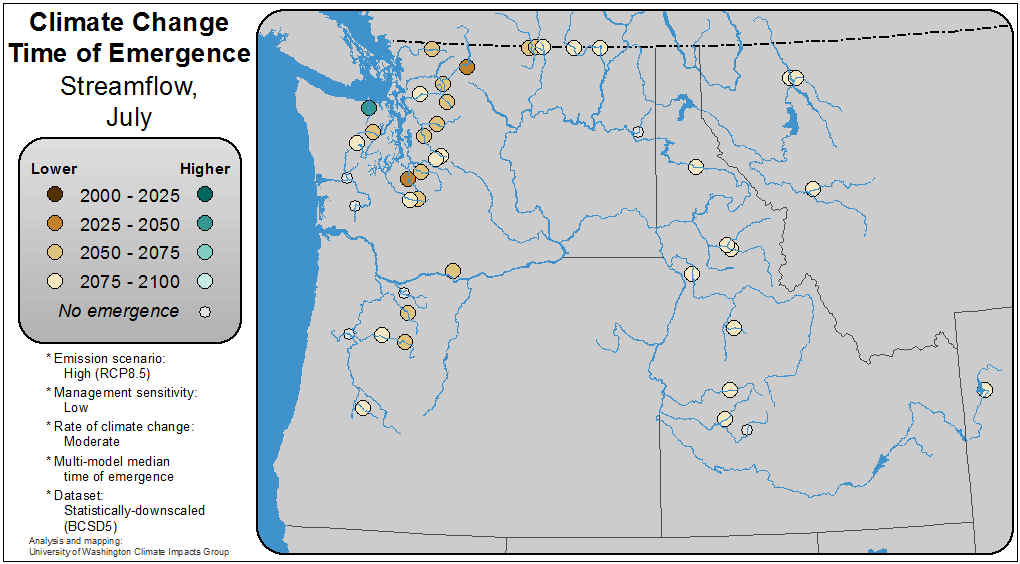 Climate Change
Time of Emergence
Streamflow,
July
Lower Higher
2000 - 2025
2025 - 2050
2050 - 2075
2075 - 2100
No emergence
* Emission scenario:
High (RCP8.5)
* Management sensitivity:
Low
* Rate of climate change:
Moderate
* Multi-model median
time of emergence
* Dataset:
Statistically-downscaled
(BCSD5)
Analysis and mapping:
University of Washington Climate Impacts Group